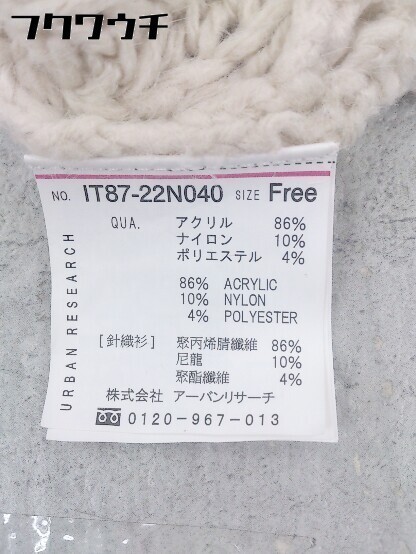 フクワウチ
NO. IT87-22N040 SIZE Free
QUA. アクリル 86%
ナイロン 10%
ポリエステル 4%
86% ACRYLIC
10% NYLON
4% POLYESTER
[針織衫] 聚丙烯腈纖維 86%
尼龍 10%
聚酯纖維 4%
株式会社 アーバンリサーチ
0120-967-013
URBAN RESEARCH